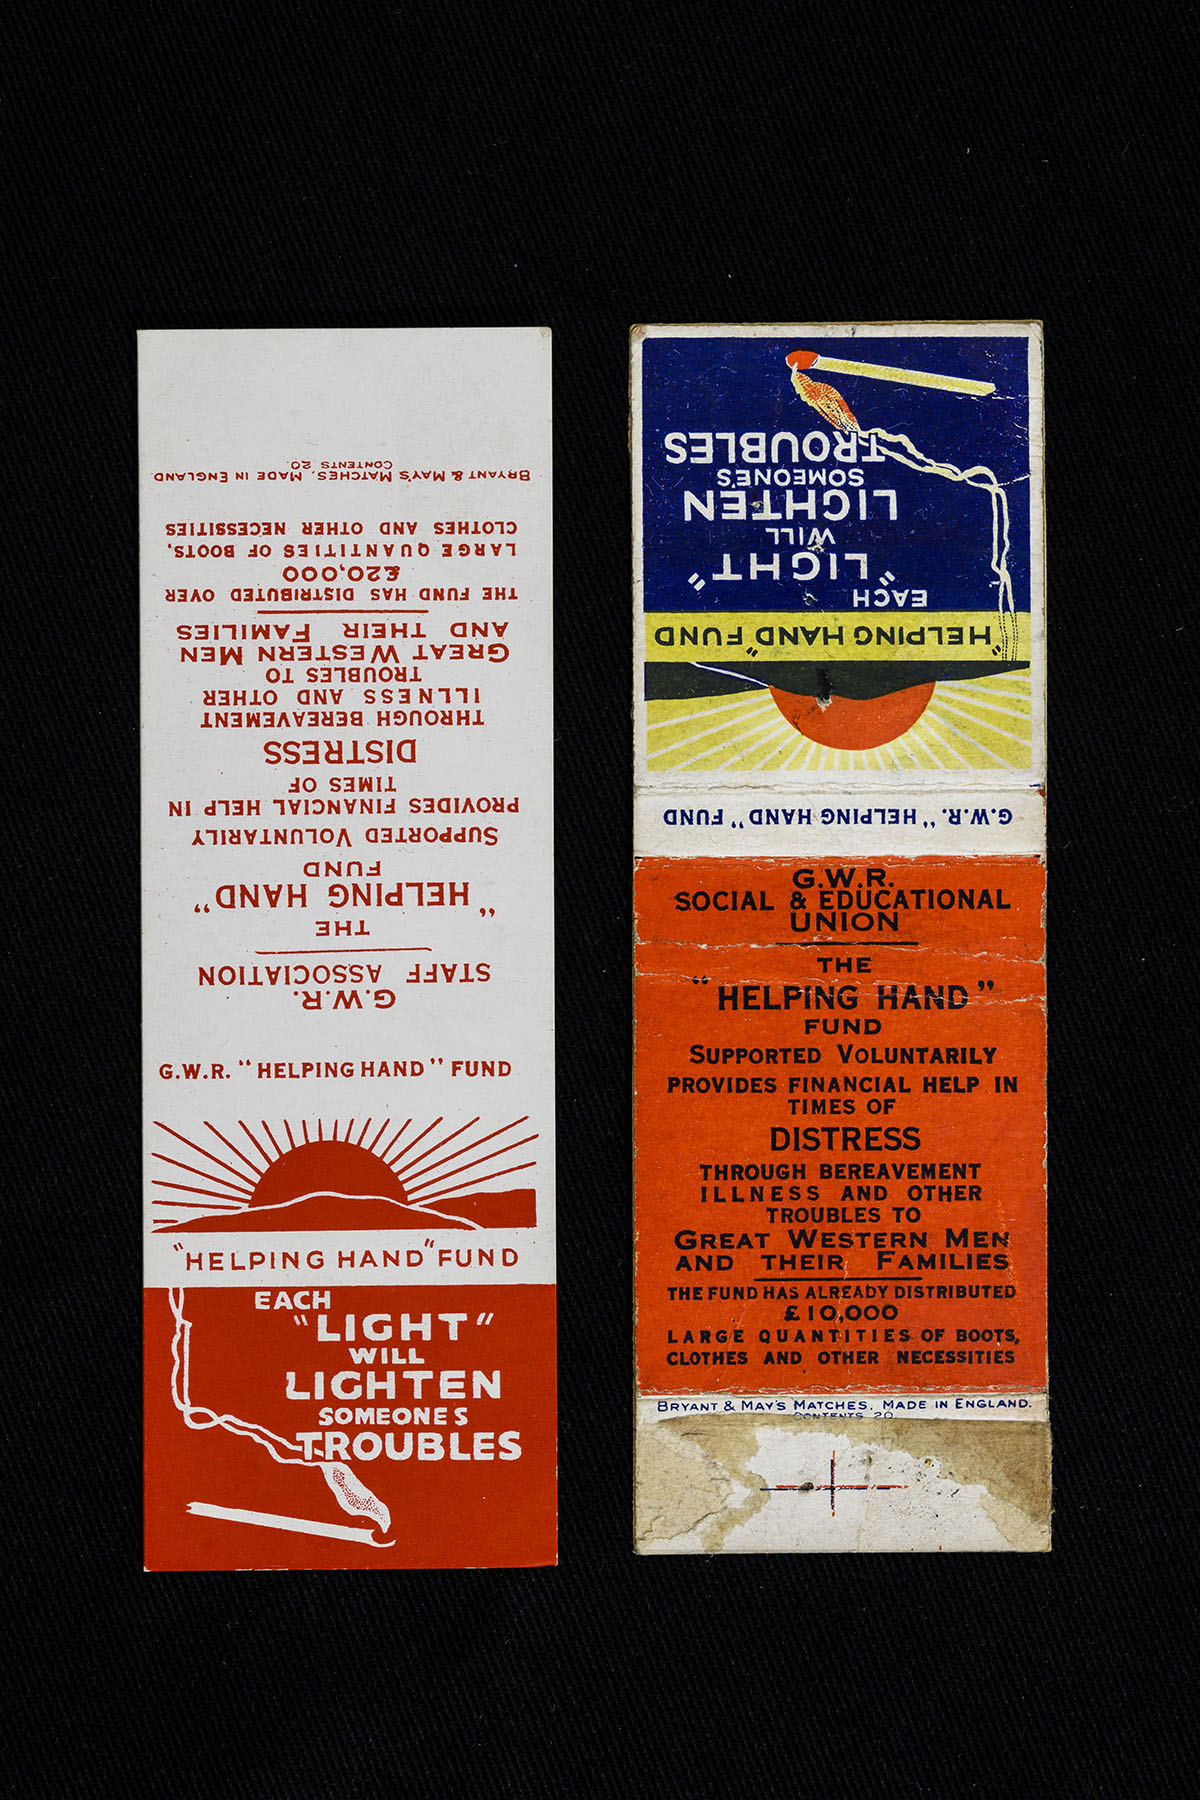 G.W.R. "HELPING HAND" FUND
"HELPING HAND" FUND
EACH
"LIGHT"
WILL
LIGHTEN
SOMEONES
TROUBLES
G.W.R.
STAFF ASSOCIATION
THE
"HELPING HAND"
FUND
SUPPORTED VOLUNTARILY
PROVIDES FINANCIAL HELP IN
TIMES OF
DISTRESS
THROUGH BEREAVEMENT
ILLNESS AND OTHER
TROUBLES TO
GREAT WESTERN MEN
AND THEIR FAMILIES
THE FUND HAS DISTRIBUTED OVER
£20,000
LARGE QUANTITIES OF BOOTS,
CLOTHES AND OTHER NECESSITIES
BRYANT & MAY'S MATCHES, MADE IN ENGLAND.
CONTENTS 20.
G.W.R. "HELPING HAND" FUND
"HELPING HAND" FUND
EACH
"LIGHT"
WILL
LIGHTEN
SOMEONE'S
TROUBLES
G.W.R.
SOCIAL & EDUCATIONAL
UNION
THE
"HELPING HAND"
FUND
SUPPORTED VOLUNTARILY
PROVIDES FINANCIAL HELP IN
TIMES OF
DISTRESS
THROUGH BEREAVEMENT
ILLNESS AND OTHER
TROUBLES TO
GREAT WESTERN MEN
AND THEIR FAMILIES
THE FUND HAS ALREADY DISTRIBUTED
£10,000
LARGE QUANTITIES OF BOOTS,
CLOTHES AND OTHER NECESSITIES
BRYANT & MAY'S MATCHES, MADE IN ENGLAND.
CONTENTS 20